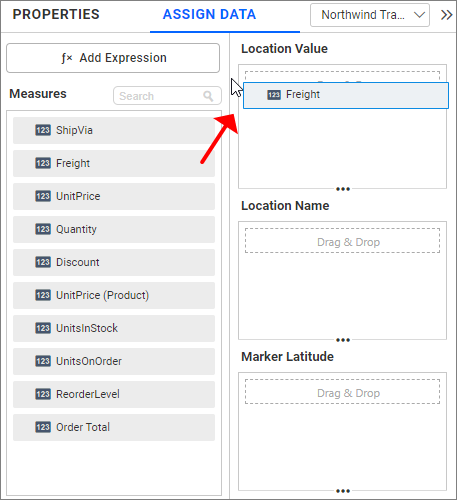 PROPERTIES
ASSIGN DATA
Northwind Tra...
ƒx Add Expression
Measures
Search
123 ShipVia
123 Freight
123 UnitPrice
123 Quantity
123 Discount
123 UnitPrice (Product)
123 UnitsInStock
123 UnitsOnOrder
123 ReorderLevel
123 Order Total
Location Value
123 Freight
Location Name
Drag & Drop
Marker Latitude
Drag & Drop